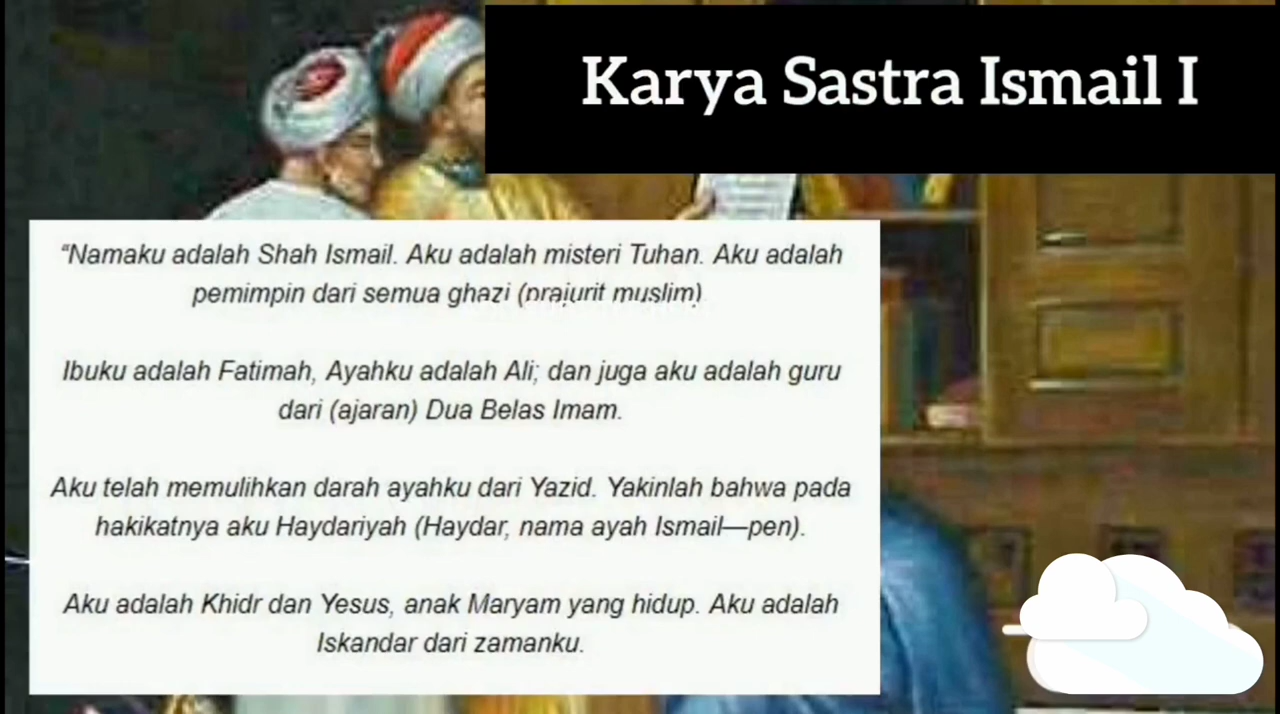 Karya Sastra Ismail I
“Namaku adalah Shah Ismail. Aku adalah misteri Tuhan. Aku adalah
pemimpin dari semua ghazi (prajurit muslim)
Ibuku adalah Fatimah, Ayahku adalah Ali; dan juga aku adalah guru
dari (ajaran) Dua Belas Imam.
Aku telah memulihkan darah ayahku dari Yazid. Yakinlah bahwa pada
hakikatnya aku Haydariyah (Haydar, nama ayah Ismail—pen).
Aku adalah Khidr dan Yesus, anak Maryam yang hidup. Aku adalah
Iskandar dari zamanku.